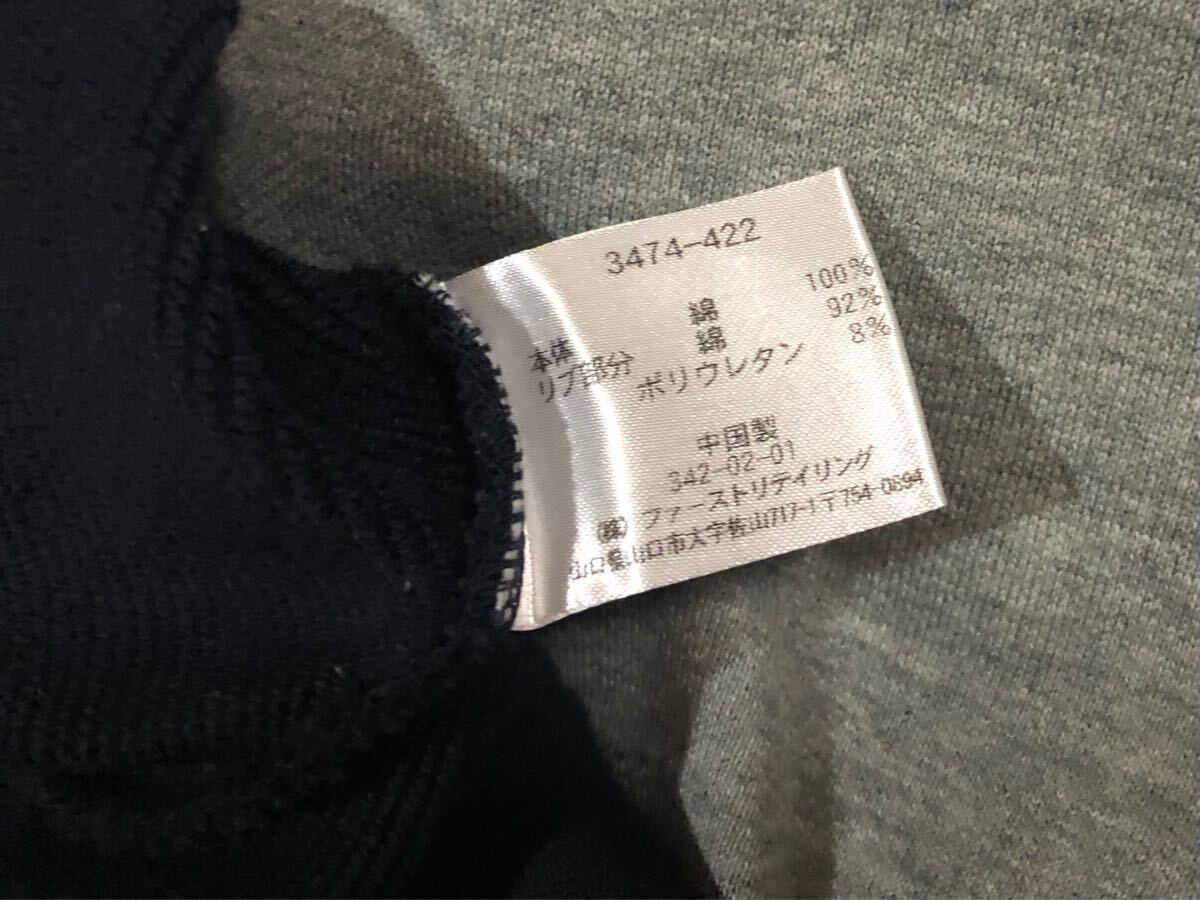 3474-422
本体 綿 100%
リブ部分 綿 92%
ポリウレタン 8%
中国製
342-02-01
(株) ファーストリテイリング
山口県山口市大字佐山717-1〒754-0894